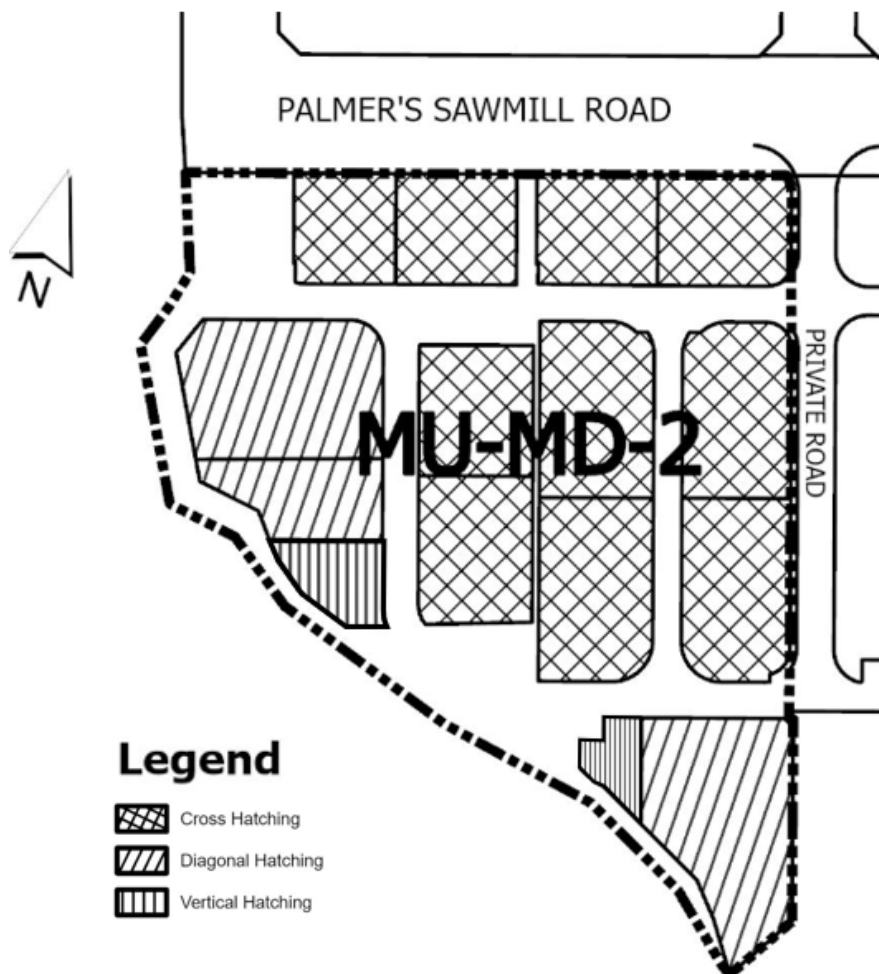 PALMER'S SAWMILL ROAD
N
PRIVATE ROAD
MU-MD-2
Legend
Cross Hatching
Diagonal Hatching
Vertical Hatching